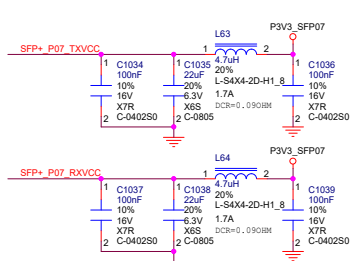 L63
P3V3_SFP07
SFP+_P07_TXVCC
1
2
1
C1034
100nF
10%
16V
X7R
2
C-0402S0
1
C1035
22uF
20%
6.3V
X6S
2
C-0805
4.7uH
20%
L-S4X4-2D-H1_8
1.7A
DCR=0.09OHM
1
C1036
100nF
10%
16V
X7R
2
C-0402S0
L64
P3V3_SFP07
SFP+_P07_RXVCC
1
2
1
C1037
100nF
10%
16V
X7R
2
C-0402S0
1
C1038
22uF
20%
6.3V
X6S
2
C-0805
4.7uH
20%
L-S4X4-2D-H1_8
1.7A
DCR=0.09OHM
1
C1039
100nF
10%
16V
X7R
2
C-0402S0